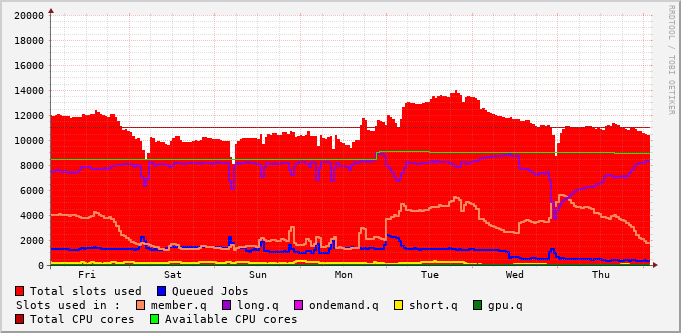 RRDTOOL / TOBI OETIKER
20000
18000
16000
14000
12000
10000
8000
6000
4000
2000
0
Fri Sat Sun Mon Tue Wed Thu
Total slots used Queued Jobs
Slots used in : member.q long.q ondemand.q short.q gpu.q
Total CPU cores Available CPU cores